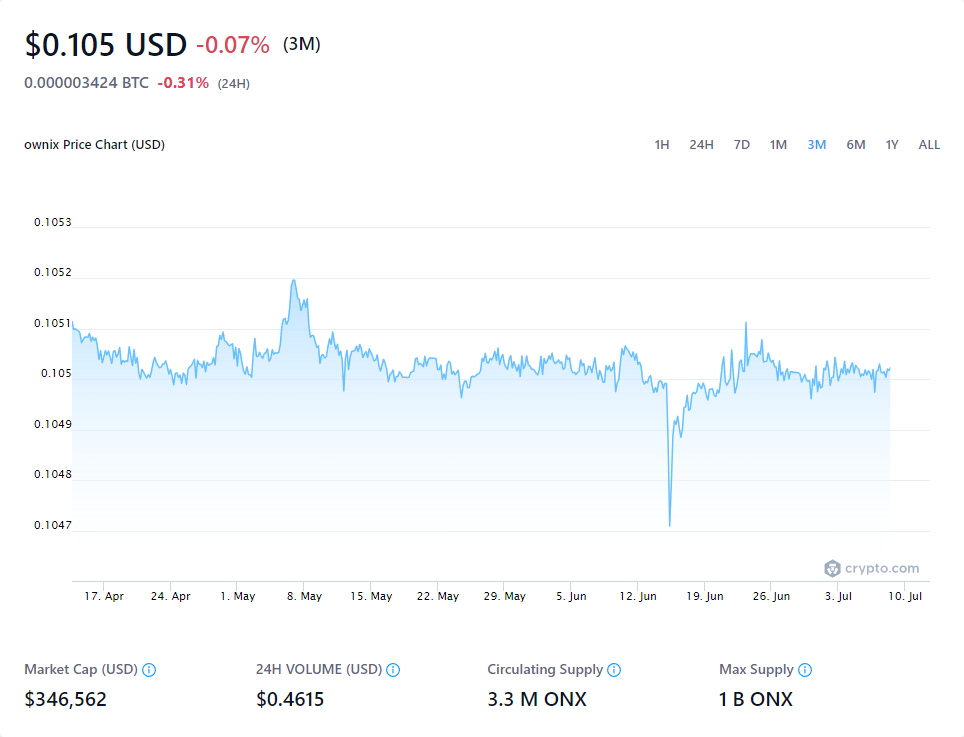 $0.105 USD -0.07% (3M)
0.000003424 BTC -0.31% (24H)
ownix Price Chart (USD) 1H 24H 7D 1M 3M 6M 1Y ALL
0.1053
0.1052
0.1051
0.105
0.1049
0.1048
0.1047
crypto.com
17. Apr 24. Apr 1. May 8. May 15. May 22. May 29. May 5. Jun 12. Jun 19. Jun 26. Jun 3. Jul 10. Jul
Market Cap (USD) 24H VOLUME (USD) Circulating Supply Max Supply
$346,562 $0.4615 3.3 M ONX 1 B ONX